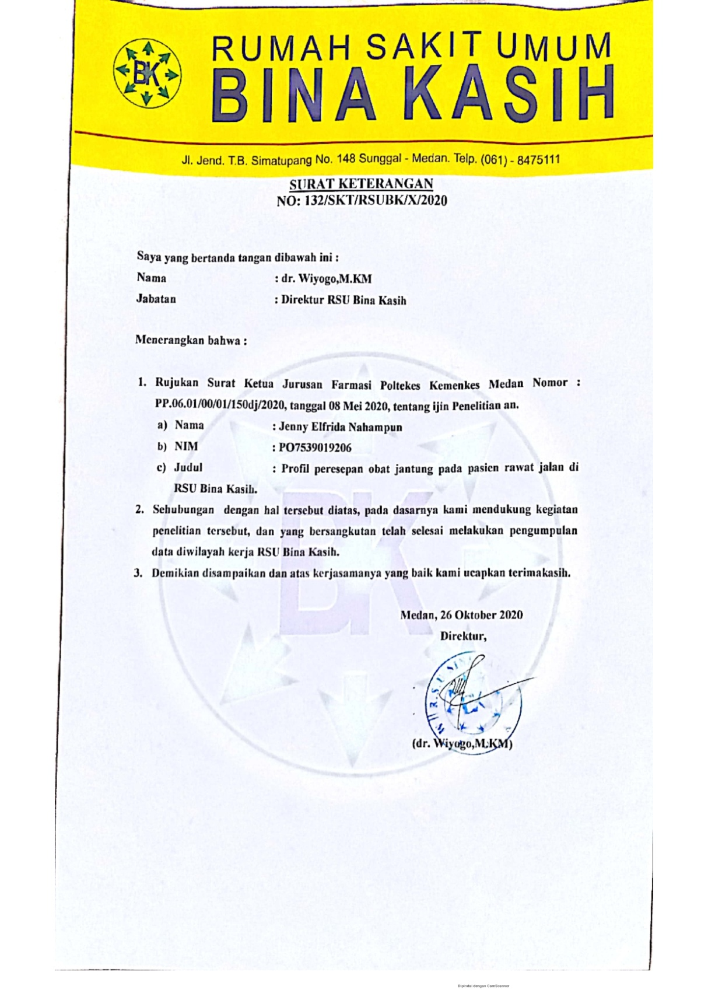 BK
RUMAH SAKIT UMUM
BINA KASIH
Jl. Jend. T.B. Simatupang No. 148 Sunggal - Medan. Telp. (061) - 8475111
SURAT KETERANGAN
NO: 132/SKT/RSUBK/X/2020
Saya yang bertanda tangan dibawah ini :
Nama : dr. Wiyogo,M.KM
Jabatan : Direktur RSU Bina Kasih
Menerangkan bahwa :
1. Rujukan Surat Ketua Jurusan Farmasi Poltekes Kemenkes Medan Nomor :
PP.06.01/00/01/150dj/2020, tanggal 08 Mei 2020, tentang ijin Penelitian an.
a) Nama : Jenny Elfrida Nahampun
b) NIM : PO7539019206
c) Judul : Profil peresepan obat jantung pada pasien rawat jalan di
RSU Bina Kasih.
2. Sehubungan dengan hal tersebut diatas, pada dasarnya kami mendukung kegiatan
penelitian tersebut, dan yang bersangkutan telah selesai melakukan pengumpulan
data diwilayah kerja RSU Bina Kasih.
3. Demikian disampaikan dan atas kerjasamanya yang baik kami ucapkan terimakasih.
BK
Medan, 26 Oktober 2020
Direktur,
R.S.U
(dr. Wiyogo,M.KM)
Dipindai dengan CamScanner